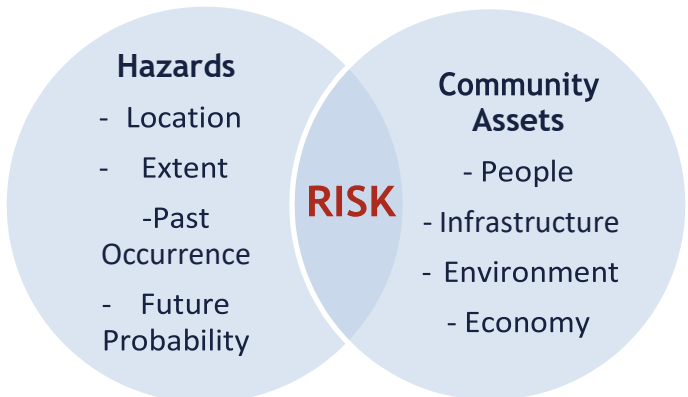 Hazards
- Location
- Extent
-Past
Occurrence
- Future
Probability
RISK
Community
Assets
- People
- Infrastructure
- Environment
- Economy